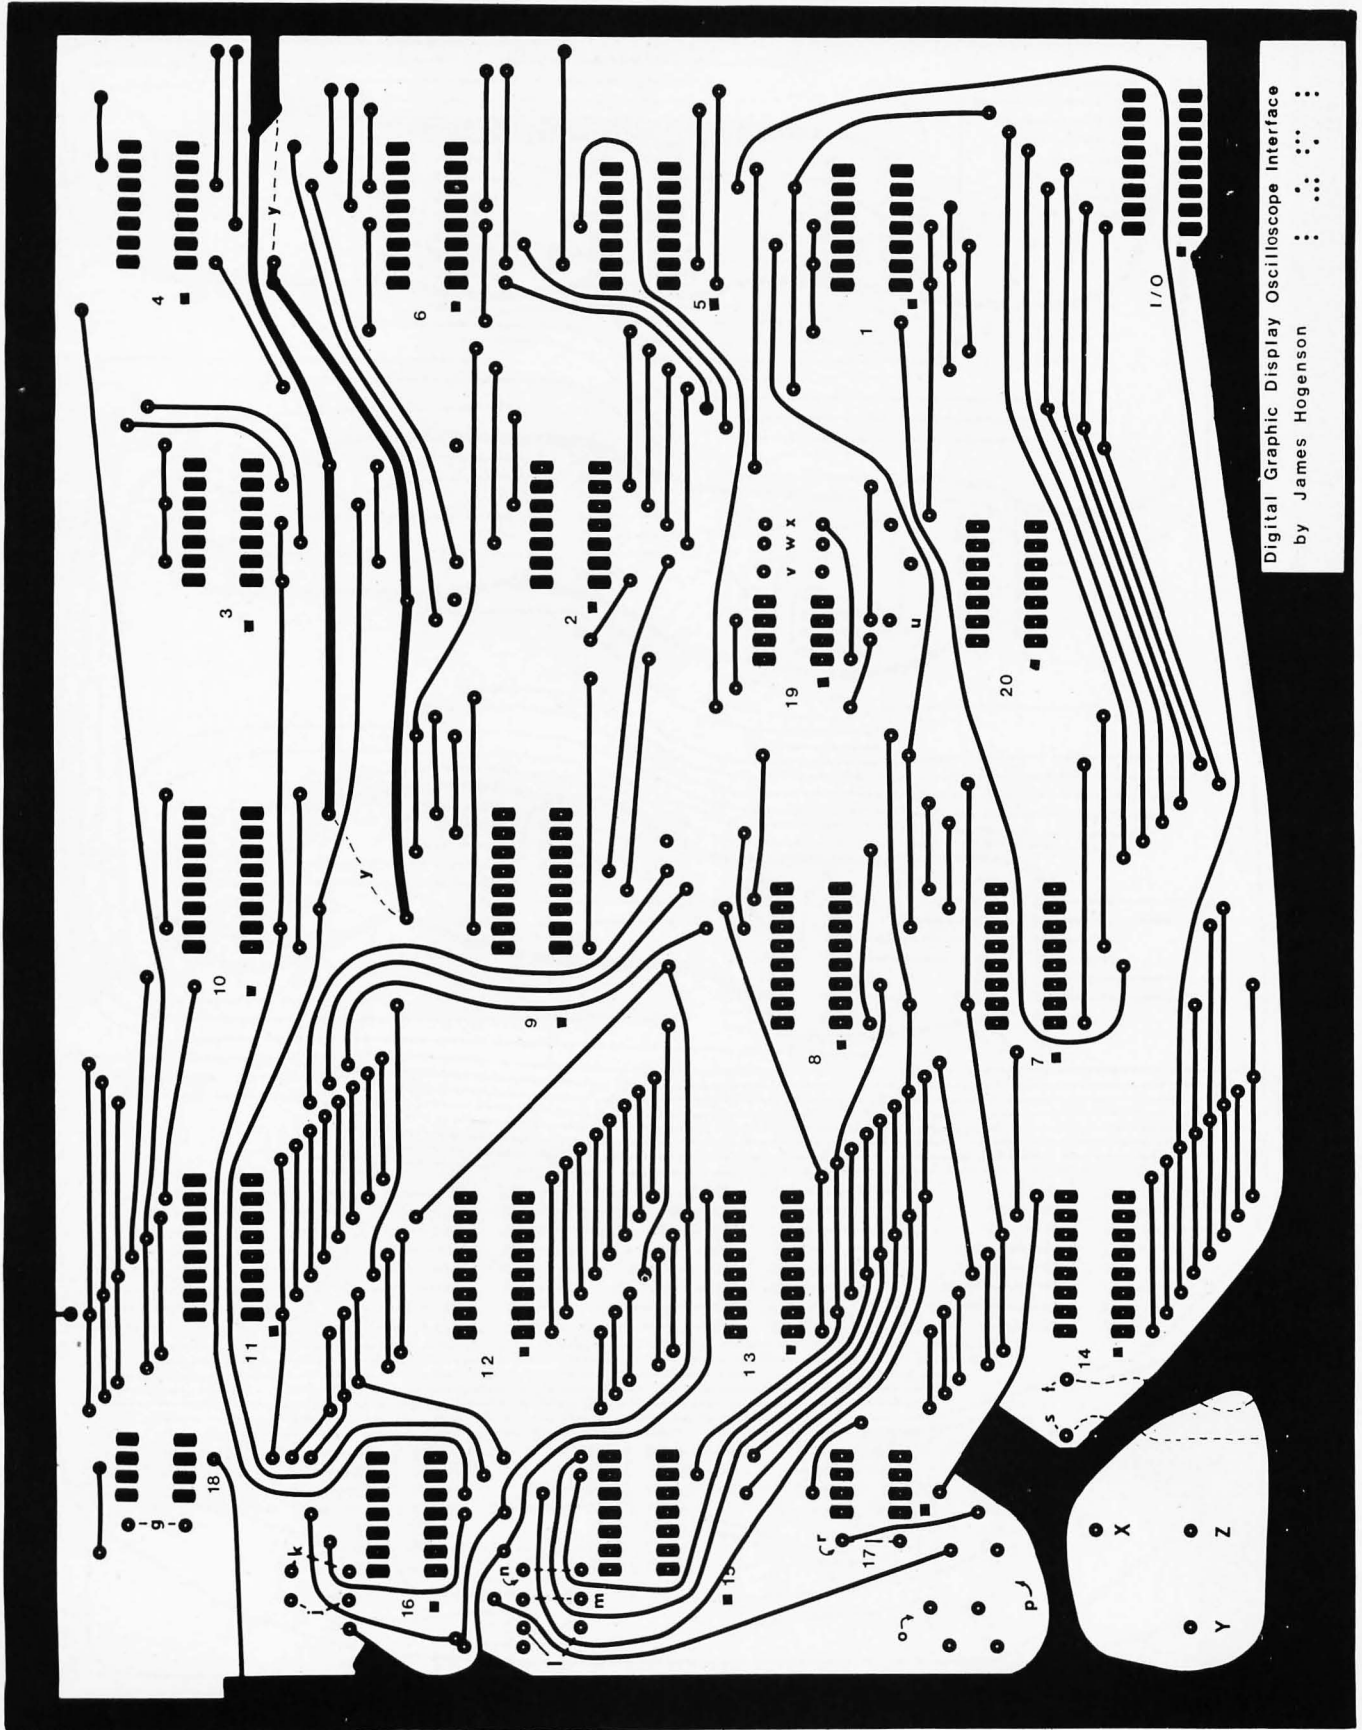 Digital Graphic Display Oscilloscope Interface
by James Hogenson
I/O
4
y
6
5
1
3
2
v w x
19
u
20
y
10
9
8
7
11
12
13
14
t
s
18
g
k
j
16
n
m
l
15
r
17
o
p
X
Z
Y